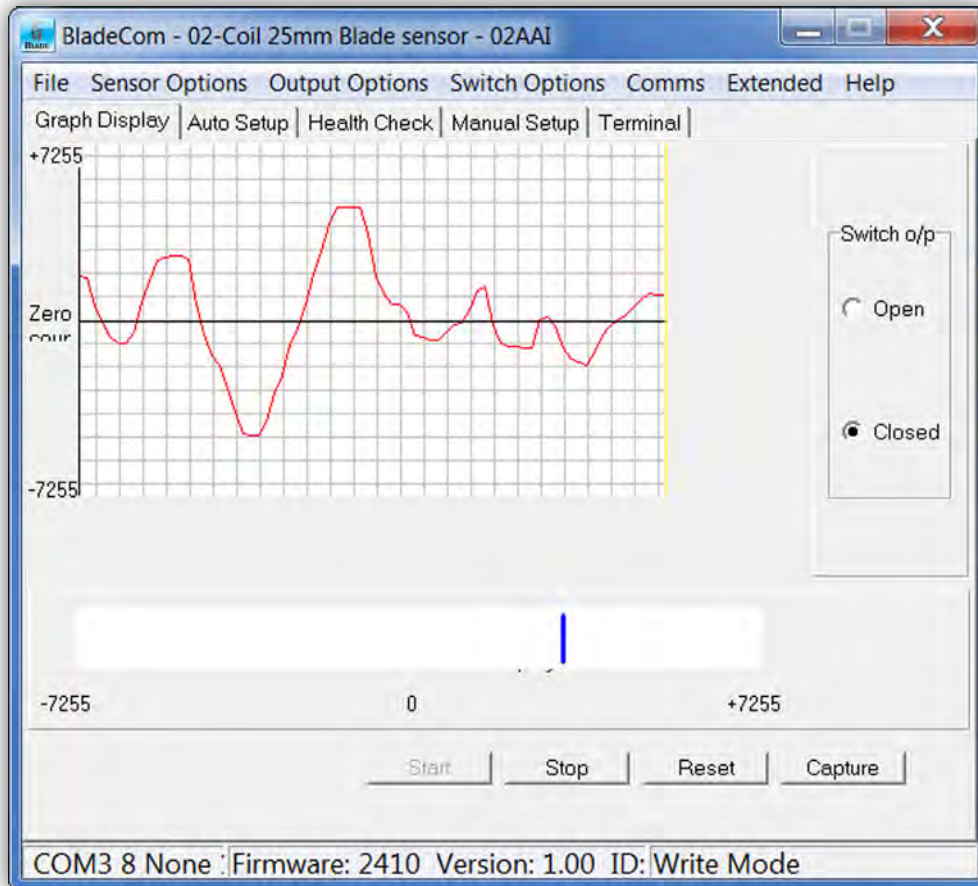 BLADE BladeCom - 02-Coil 25mm Blade sensor - 02AAI
File Sensor Options Output Options Switch Options Comms Extended Help
Graph Display Auto Setup Health Check Manual Setup Terminal
+7255
Switch o/p
Open
Zero
Closed
-7255
-7255 0 +7255
Start Stop Reset Capture
COM3 8 None Firmware: 2410 Version: 1.00 ID: Write Mode